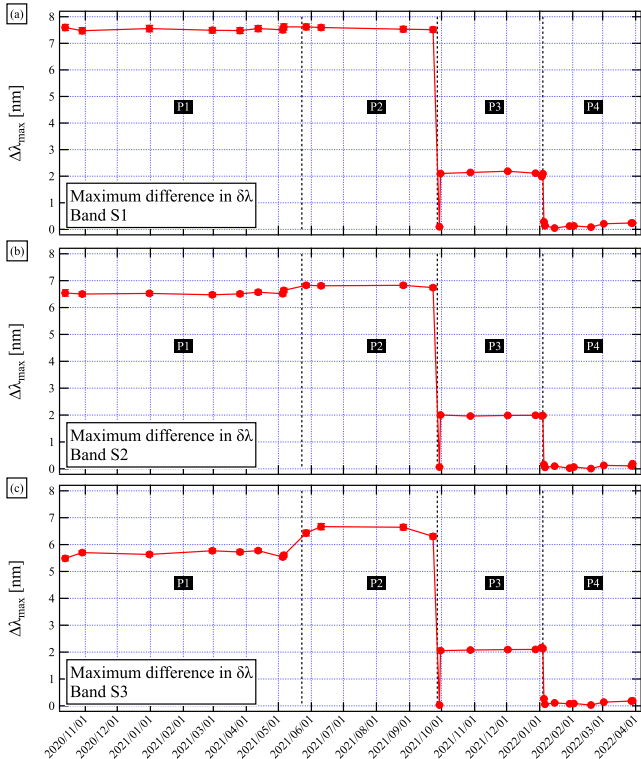 (a)
8
7
6
5
4
3
2
1
0
Δλmax [nm]
P1
P2
P3
P4
Maximum difference in δλ
Band S1
(b)
8
7
6
5
4
3
2
1
0
Δλmax [nm]
P1
P2
P3
P4
Maximum difference in δλ
Band S2
(c)
8
7
6
5
4
3
2
1
0
Δλmax [nm]
P1
P2
P3
P4
Maximum difference in δλ
Band S3
2020/11/01
2020/12/01
2021/01/01
2021/02/01
2021/03/01
2021/04/01
2021/05/01
2021/06/01
2021/07/01
2021/08/01
2021/09/01
2021/10/01
2021/11/01
2021/12/01
2022/01/01
2022/02/01
2022/03/01
2022/04/01